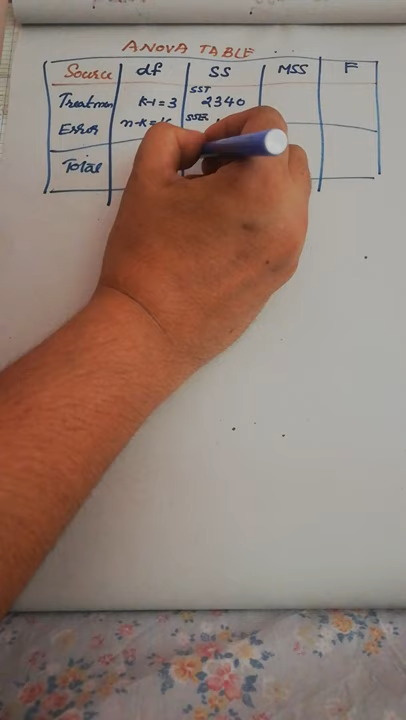 ANOVA TABLE
Source df SS MSS F
SST
Treatmen k-1=3 2340
Error n-k= SSE
Total